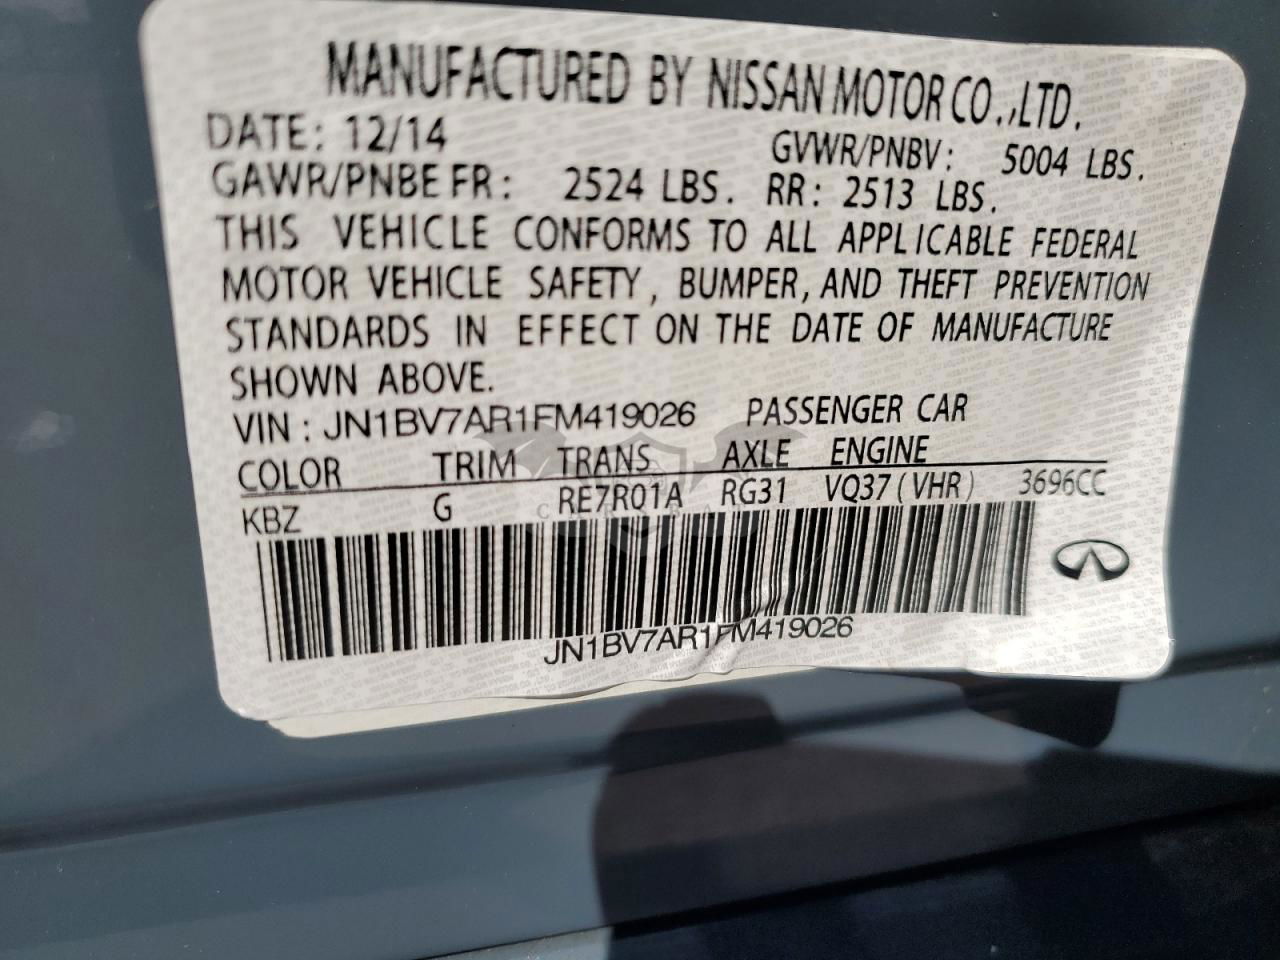 MANUFACTURED BY NISSAN MOTOR CO.,LTD.
DATE: 12/14 GVWR/PNBV: 5004 LBS.
GAWR/PNBE FR: 2524 LBS. RR: 2513 LBS.
THIS VEHICLE CONFORMS TO ALL APPLICABLE FEDERAL
MOTOR VEHICLE SAFETY, BUMPER, AND THEFT PREVENTION
STANDARDS IN EFFECT ON THE DATE OF MANUFACTURE
SHOWN ABOVE.
VIN: JN1BV7AR1FM419026 PASSENGER CAR
COLOR TRIM TRANS AXLE ENGINE
KBZ G RE7R01A RG31 VQ37 (VHR) 3696CC
JN1BV7AR1FM419026